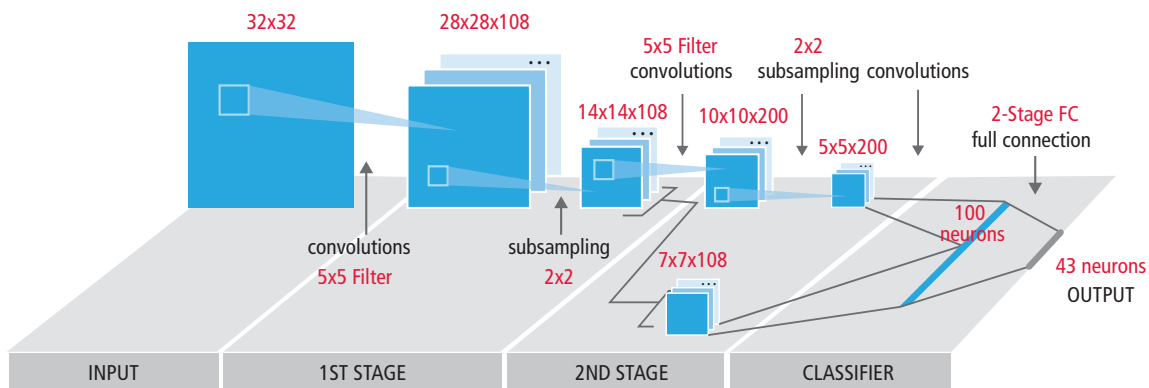 32x32
28x28x108
5x5 Filter
convolutions
2x2
subsampling
convolutions
14x14x108
10x10x200
5x5x200
2-Stage FC
full connection
convolutions
5x5 Filter
subsampling
2x2
7x7x108
100
neurons
43 neurons
OUTPUT
INPUT
1ST STAGE
2ND STAGE
CLASSIFIER